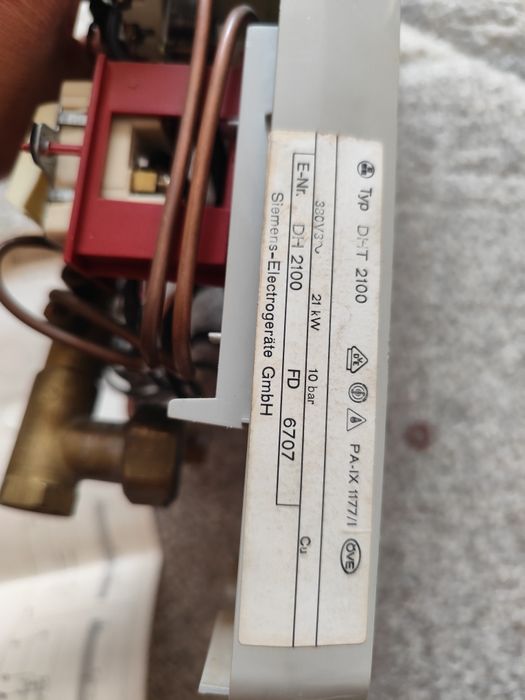 Typ DHT 2100 PA-IX 1177/I ÖVE
380V3∿ 21 kW 10 bar Cu
E-Nr. DH 2100 FD 6707
Siemens-Electrogeräte GmbH